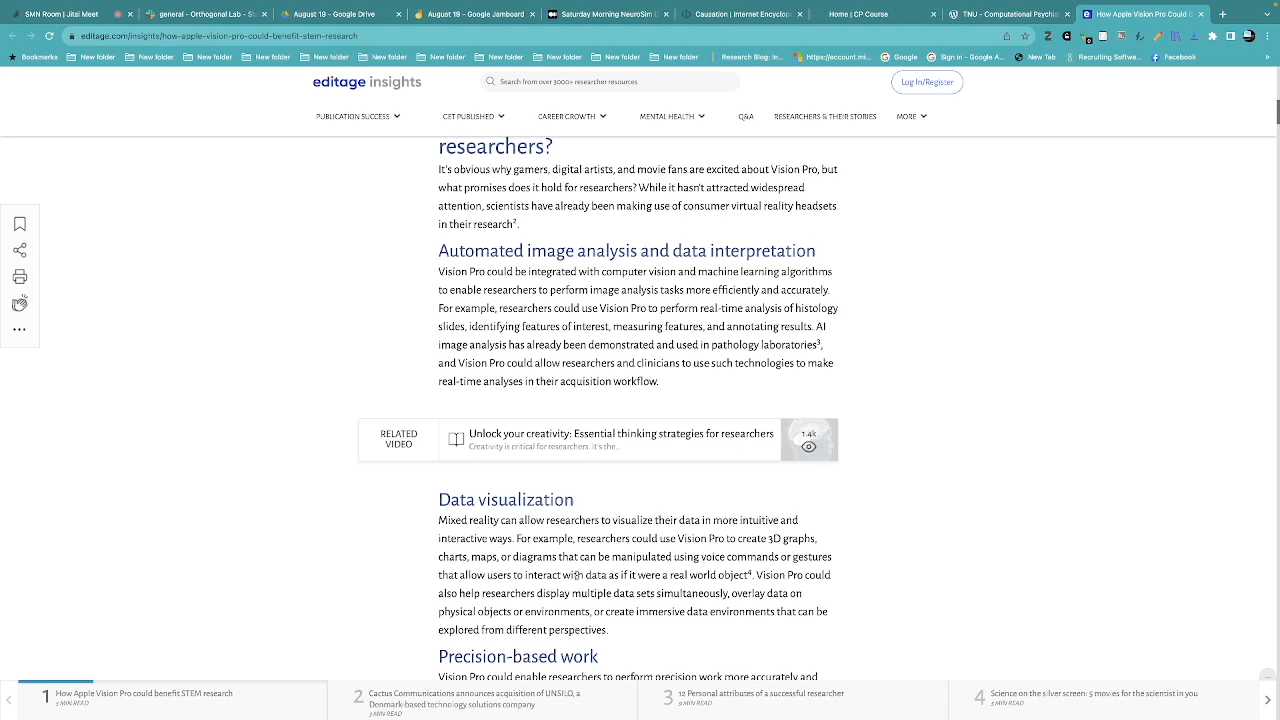 SMN Room | Jitsi Meet
general - Orthogonal Lab - Sl
August 19 - Google Drive
August 19 - Google Jamboard
Saturday Morning NeuroSim
Causation | Internet Encyclop
Home | CP Course
TNU - Computational Psychia
How Apple Vision Pro Could B
editage.com/insights/how-apple-vision-pro-could-benefit-stem-research
Bookmarks
New folder
New folder
New folder
New folder
New folder
New folder
New folder
New folder
New folder
New folder
Research Blog: In...
https://account.mi...
Google
Sign in - Google A...
New Tab
Recruiting Softwa...
Facebook
editage insights
Search from over 3000+ researcher resources
Log In/Register
PUBLICATION SUCCESS
GET PUBLISHED
CAREER GROWTH
MENTAL HEALTH
Q&A
RESEARCHERS & THEIR STORIES
MORE
researchers?
It's obvious why gamers, digital artists, and movie fans are excited about Vision Pro, but
what promises does it hold for researchers? While it hasn't attracted widespread
attention, scientists have already been making use of consumer virtual reality headsets
in their research².
Automated image analysis and data interpretation
Vision Pro could be integrated with computer vision and machine learning algorithms
to enable researchers to perform image analysis tasks more efficiently and accurately.
For example, researchers could use Vision Pro to perform real-time analysis of histology
slides, identifying features of interest, measuring features, and annotating results. AI
image analysis has already been demonstrated and used in pathology laboratories³,
and Vision Pro could allow researchers and clinicians to use such technologies to make
real-time analyses in their acquisition workflow.
RELATED
VIDEO
Unlock your creativity: Essential thinking strategies for researchers
Creativity is critical for researchers. It's the...
1.4k
Data visualization
Mixed reality can allow researchers to visualize their data in more intuitive and
interactive ways. For example, researchers could use Vision Pro to create 3D graphs,
charts, maps, or diagrams that can be manipulated using voice commands or gestures
that allow users to interact with data as if it were a real world object⁴. Vision Pro could
also help researchers display multiple data sets simultaneously, overlay data on
physical objects or environments, or create immersive data environments that can be
explored from different perspectives.
Precision-based work
Vision Pro could enable researchers to perform precision work more accurately and
1 How Apple Vision Pro could benefit STEM research
5 MIN READ
2 Cactus Communications announces acquisition of UNSILO, a
Denmark-based technology solutions company
3 MIN READ
3 12 Personal attributes of a successful researcher
9 MIN READ
4 Science on the silver screen: 5 movies for the scientist in you
5 MIN READ